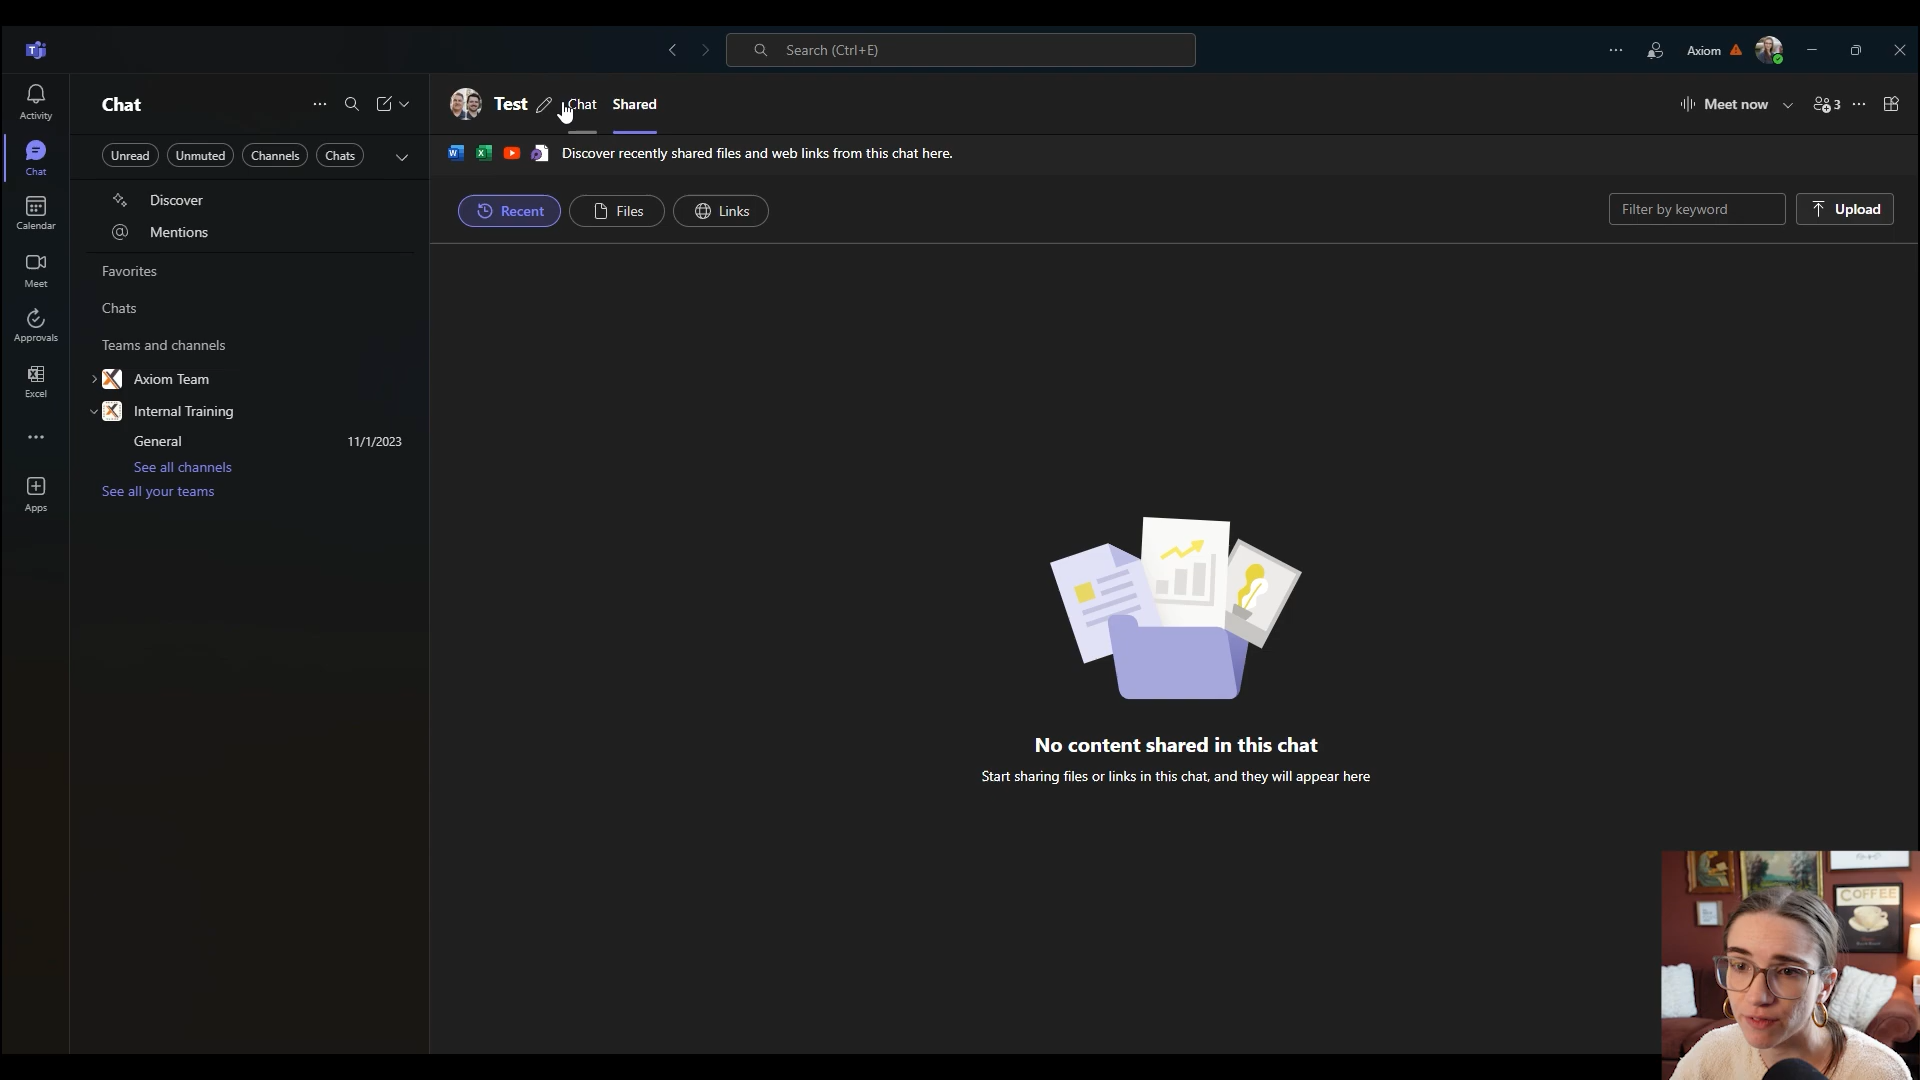 Search (Ctrl+E)
Axiom
Activity
Chat
Calendar
Meet
Approvals
Excel
Apps
Chat
Unread
Unmuted
Channels
Chats
Discover
Mentions
Favorites
Chats
Teams and channels
Axiom Team
Internal Training
General 11/1/2023
See all channels
See all your teams
Test Chat Shared
Meet now
3
Discover recently shared files and web links from this chat here.
Recent
Files
Links
Filter by keyword
Upload
No content shared in this chat
Start sharing files or links in this chat, and they will appear here
COFFEE